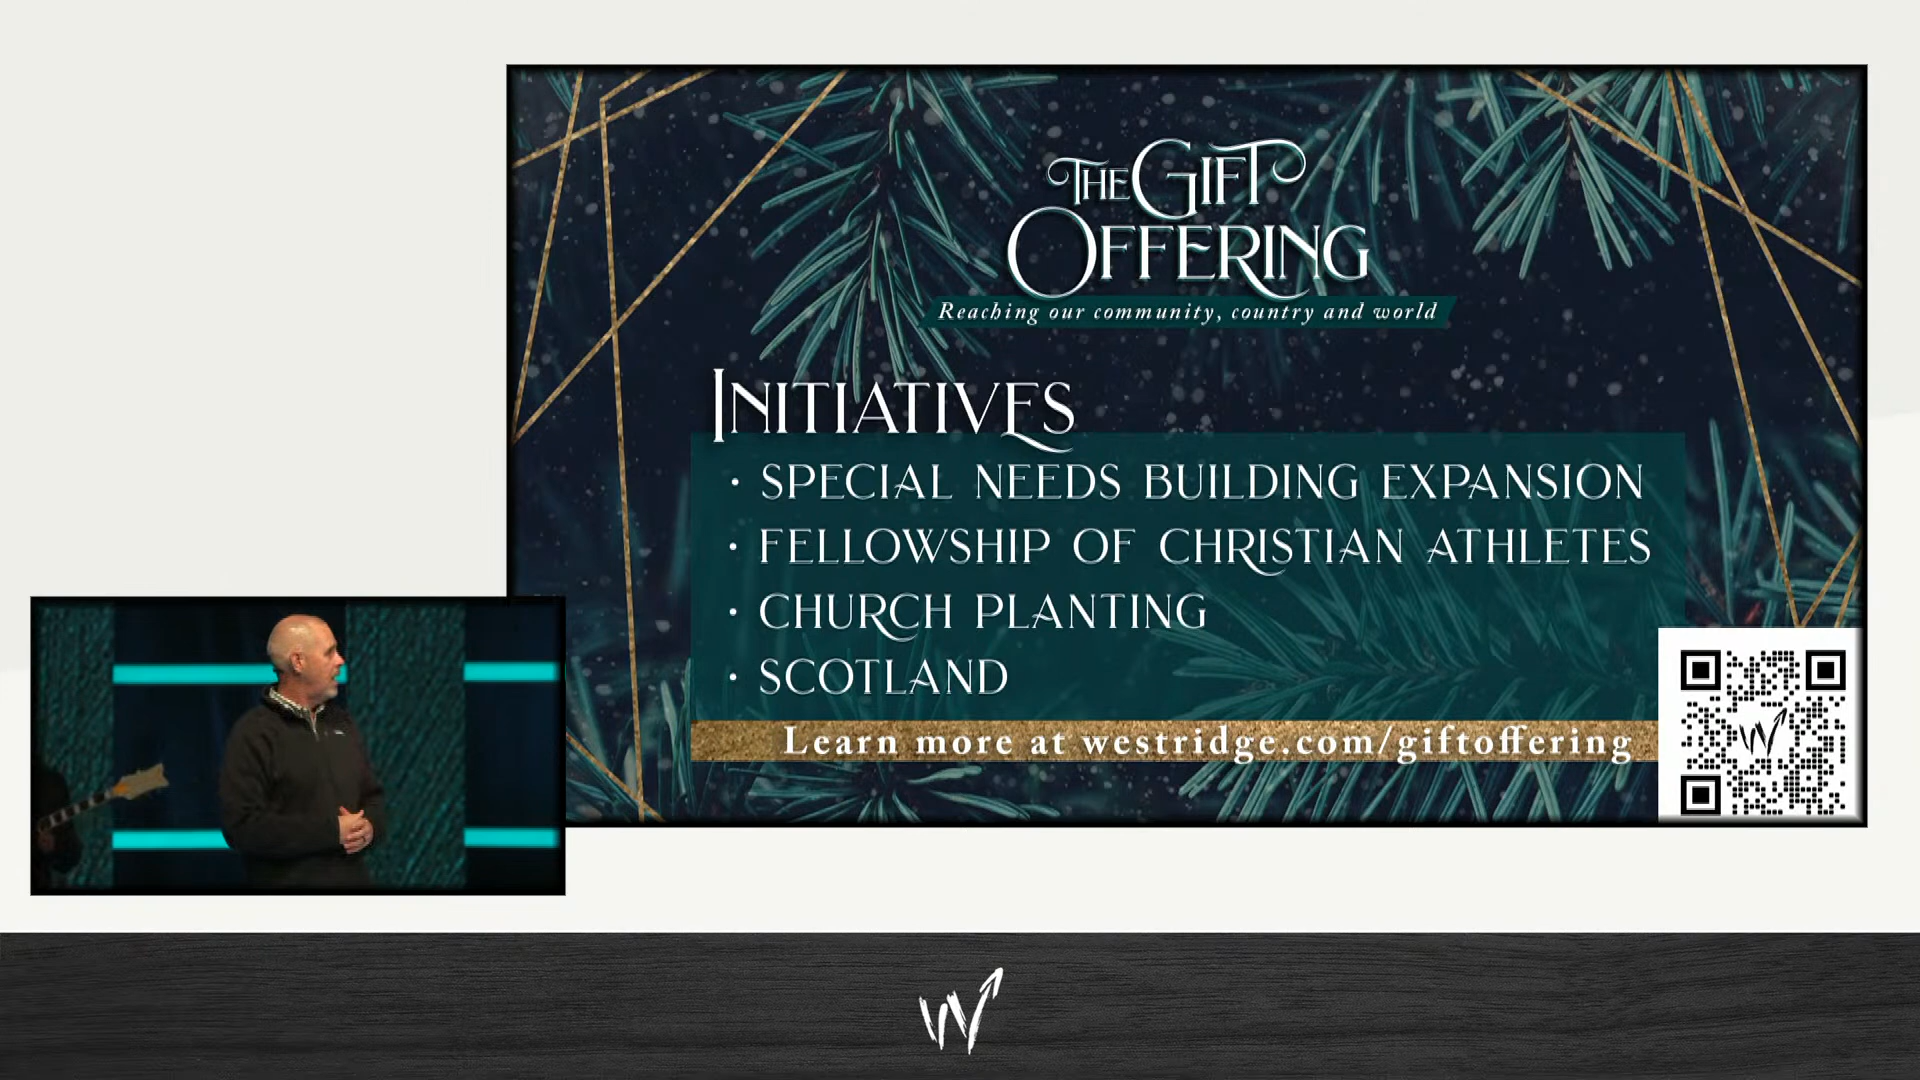 THE GIFT
OFFERING
Reaching our community, country and world
INITIATIVES
· SPECIAL NEEDS BUILDING EXPANSION
· FELLOWSHIP OF CHRISTIAN ATHLETES
· CHURCH PLANTING
· SCOTLAND
Learn more at westridge.com/giftoffering
W
W